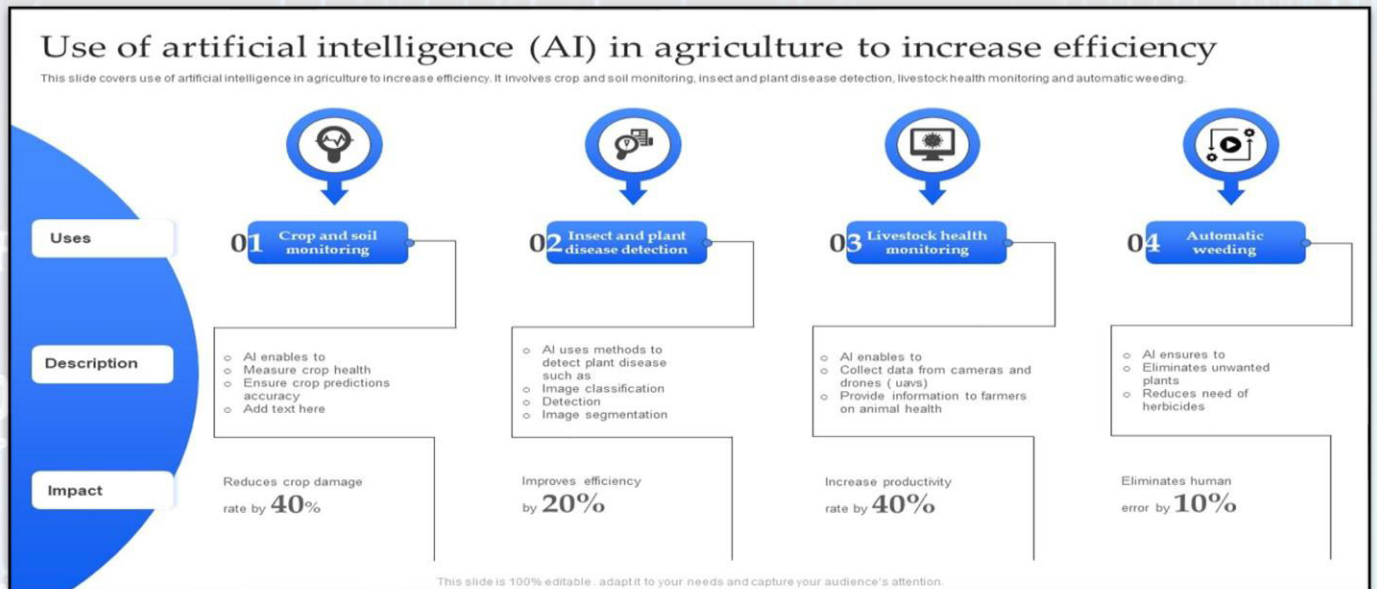 Use of artificial intelligence (AI) in agriculture to increase efficiency
This slide covers use of artificial intelligence in agriculture to increase efficiency. It involves crop and soil monitoring, insect and plant disease detection, livestock health monitoring and automatic weeding.
Uses
01 Crop and soil
monitoring
02 Insect and plant
disease detection
03 Livestock health
monitoring
04 Automatic
weeding
Description
o AI enables to
o Measure crop health
o Ensure crop predictions
accuracy
o Add text here
o AI uses methods to
detect plant disease
such as
o Image classification
o Detection
o Image segmentation
o AI enables to
o Collect data from cameras and
drones ( uavs)
o Provide information to farmers
on animal health
o AI ensures to
o Eliminates unwanted
plants
o Reduces need of
herbicides
Impact
Reduces crop damage
rate by 40%
Improves efficiency
by 20%
Increase productivity
rate by 40%
Eliminates human
error by 10%
This slide is 100% editable. adapt it to your needs and capture your audience's attention.